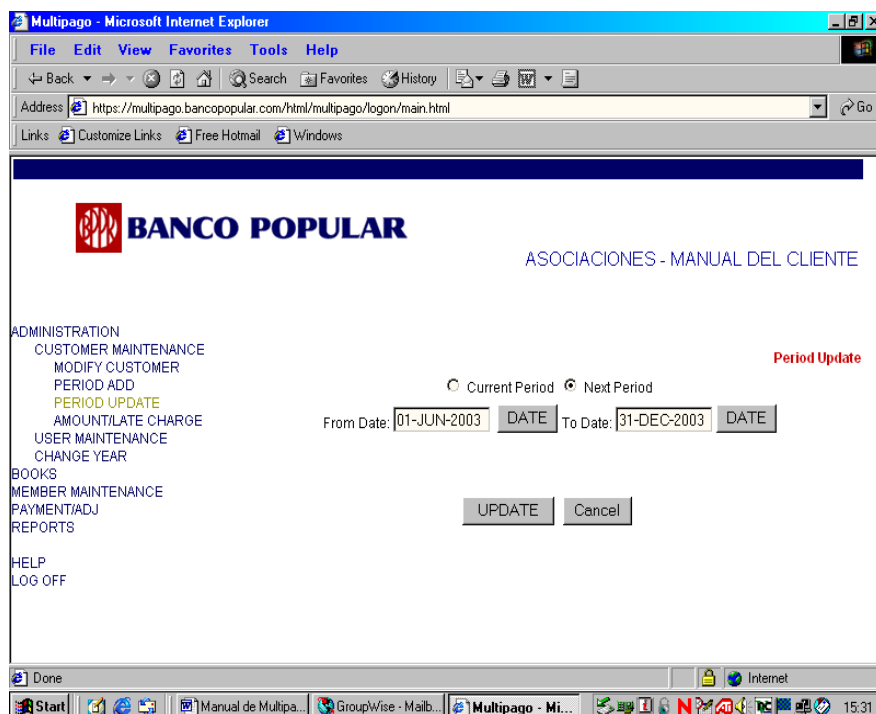 Multipago - Microsoft Internet Explorer
File Edit View Favorites Tools Help
Back Search Favorites History
Address https://multipago.bancopopular.com/html/multipago/logon/main.html Go
Links Customize Links Free Hotmail Windows
BANCO POPULAR
ASOCIACIONES - MANUAL DEL CLIENTE
ADMINISTRATION
CUSTOMER MAINTENANCE
MODIFY CUSTOMER
PERIOD ADD
PERIOD UPDATE
AMOUNT/LATE CHARGE
USER MAINTENANCE
CHANGE YEAR
BOOKS
MEMBER MAINTENANCE
PAYMENT/ADJ
REPORTS
HELP
LOG OFF
Period Update
Current Period Next Period
From Date: 01-JUN-2003 DATE To Date: 31-DEC-2003 DATE
UPDATE Cancel
Done Internet
Start Manual de Multipa... GroupWise - Mailb... Multipago - Mi... 15:31